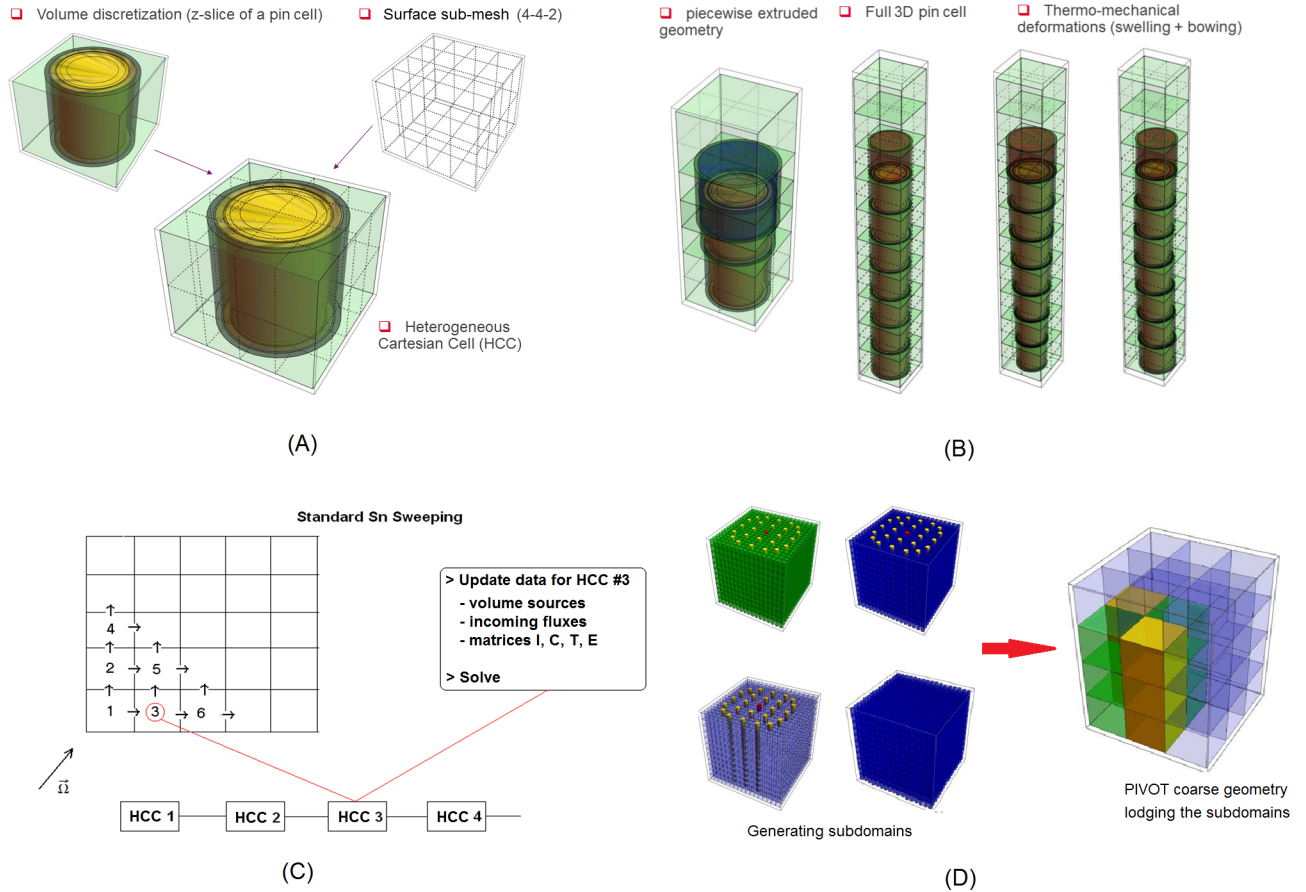 Volume discretization (z-slice of a pin cell)
Surface sub-mesh (4-4-2)
Heterogeneous
Cartesian Cell (HCC)
(A)
piecewise extruded
geometry
Full 3D pin cell
Thermo-mechanical
deformations (swelling + bowing)
(B)
Standard Sn Sweeping
4
2 5
1 3 6
Ω
> Update data for HCC #3
- volume sources
- incoming fluxes
- matrices I, C, T, E
> Solve
HCC 1
HCC 2
HCC 3
HCC 4
(C)
Generating subdomains
PIVOT coarse geometry
lodging the subdomains
(D)